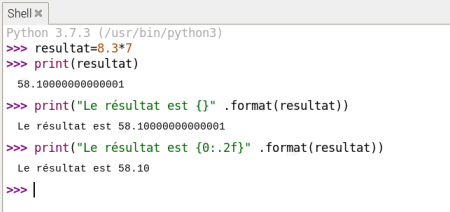 Shell ✖
Python 3.7.3 (/usr/bin/python3)
>>> resultat=8.3*7
>>> print(resultat)
58.10000000000001
>>> print("Le résultat est {}" .format(resultat))
Le résultat est 58.10000000000001
>>> print("Le résultat est {0:.2f}" .format(resultat))
Le résultat est 58.10
>>>